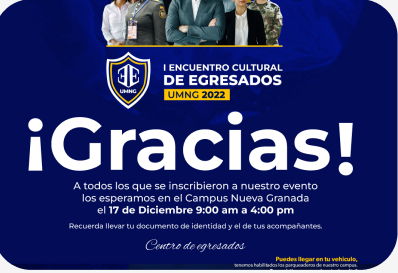 I ENCUENTRO CULTURAL
DE EGRESADOS
UMNG 2022
UMNG
¡Gracias!
A todos los que se inscribieron a nuestro evento
los esperamos en el Campus Nueva Granada
el 17 de Diciembre 9:00 am a 4:00 pm
Recuerda llevar tu documento de identidad y el de tus acompañantes.
Centro de egresados
Puedes llegar en tu vehículo,
tenemos habilitados los parqueaderos de nuestro campus.